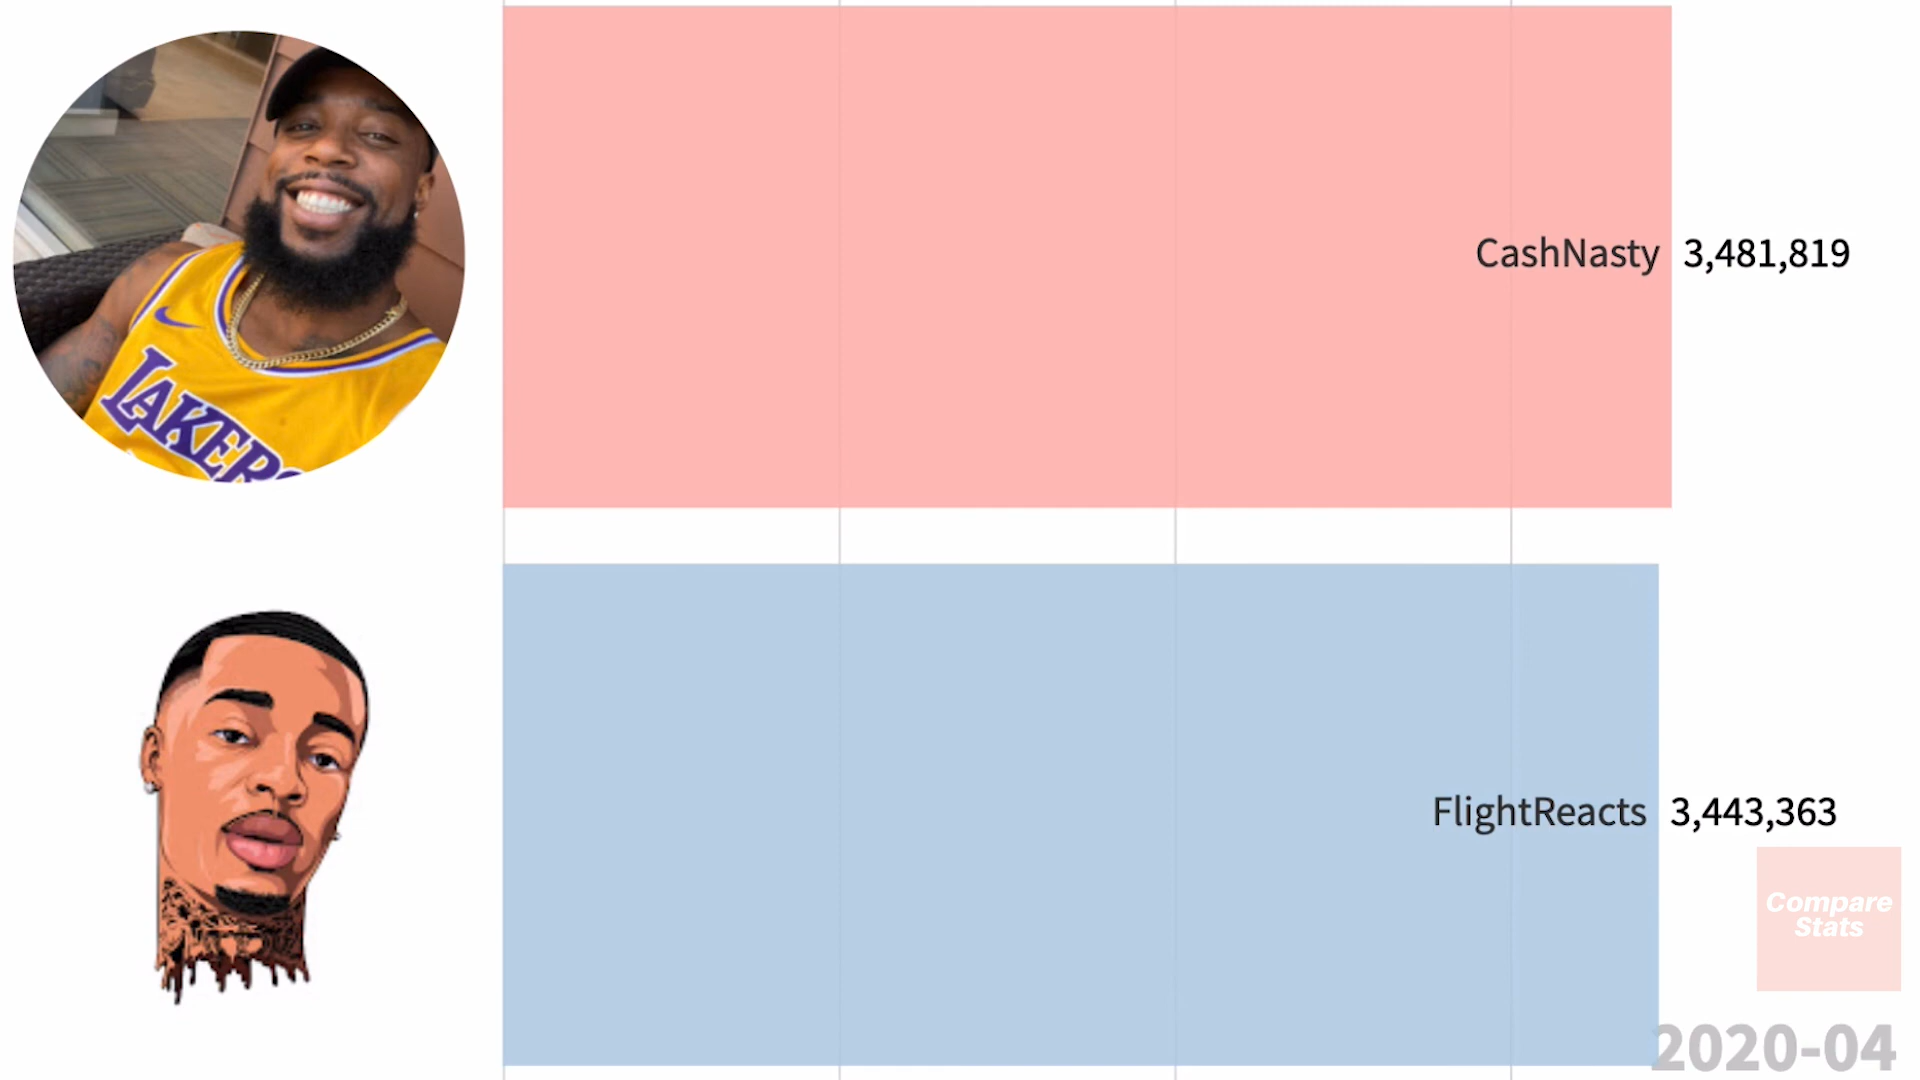 LAKERS
CashNasty 3,481,819
FlightReacts 3,443,363
Compare
Stats
2020-04